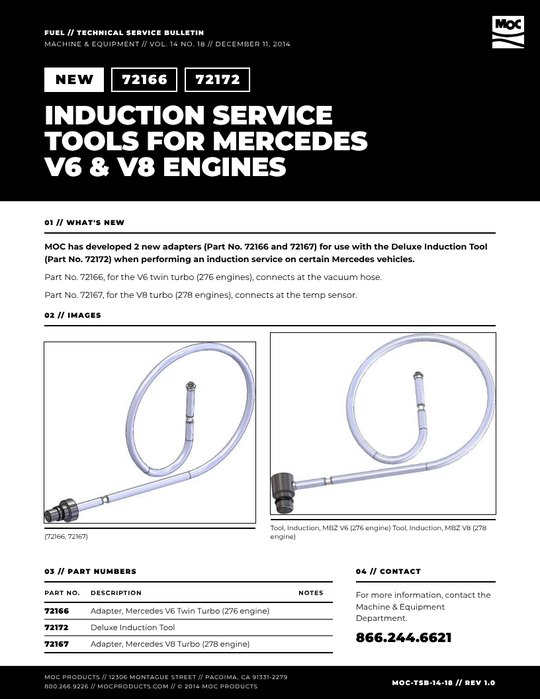 FUEL // TECHNICAL SERVICE BULLETIN
MACHINE & EQUIPMENT // VOL. 14 NO. 18 // DECEMBER 11, 2014
MOC
NEW 72166 72172
INDUCTION SERVICE
TOOLS FOR MERCEDES
V6 & V8 ENGINES
01 // WHAT'S NEW
MOC has developed 2 new adapters (Part No. 72166 and 72167) for use with the Deluxe Induction Tool
(Part No. 72172) when performing an induction service on certain Mercedes vehicles.
Part No. 72166, for the V6 twin turbo (276 engines), connects at the vacuum hose.
Part No. 72167, for the V8 turbo (278 engines), connects at the temp sensor.
02 // IMAGES
(72166, 72167)
Tool, Induction, MBZ V6 (276 engine) Tool, Induction, MBZ V8 (278
engine)
03 // PART NUMBERS
PART NO. DESCRIPTION NOTES
72166 Adapter, Mercedes V6 Twin Turbo (276 engine)
72172 Deluxe Induction Tool
72167 Adapter, Mercedes V8 Turbo (278 engine)
04 // CONTACT
For more information, contact the
Machine & Equipment
Department.
866.244.6621
MOC PRODUCTS // 12306 MONTAGUE STREET // PACOIMA, CA 91331-2279
800.266.9226 // MOCPRODUCTS.COM // © 2014 MOC PRODUCTS
MOC-TSB-14-18 // REV 1.0